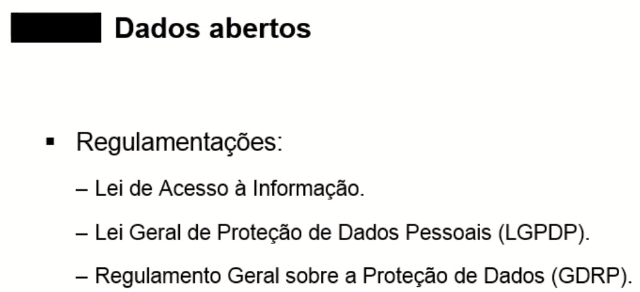 Dados abertos
▪ Regulamentações:
– Lei de Acesso à Informação.
– Lei Geral de Proteção de Dados Pessoais (LGPDP).
– Regulamento Geral sobre a Proteção de Dados (GDRP).